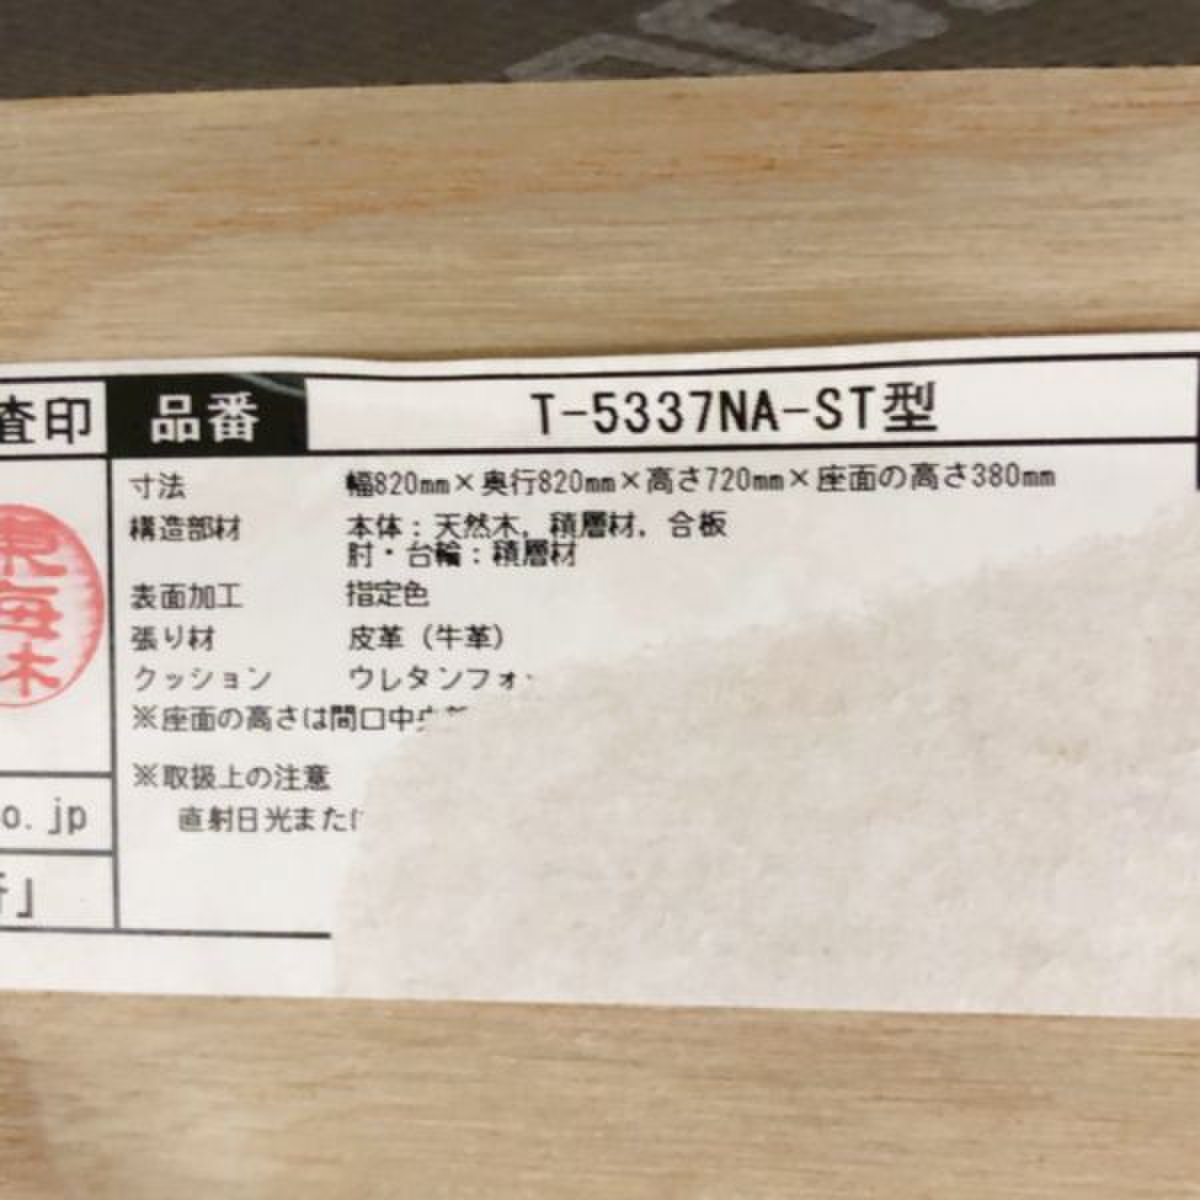 査印
品番
T-5337NA-ST型
寸法 幅820mm×奥行820mm×高さ720mm×座面の高さ380mm
構造部材 本体：天然木，積層材，合板
肘・台輪：積層材
表面加工 指定色
張り材 皮革（牛革）
クッション ウレタンフォ
※座面の高さは間口中央部
※取扱上の注意
直射日光また
東海木
o.jp
」